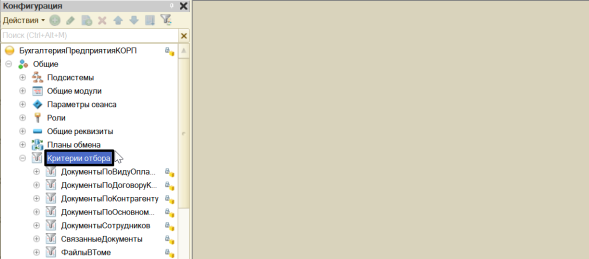 Конфигурация
Действия
Поиск (Ctrl+Alt+M)
БухгалтерияПредприятияКОРП
Общие
Подсистемы
Общие модули
Параметры сеанса
Роли
Общие реквизиты
Планы обмена
Критерии отбора
ДокументыПоВидуОпла...
ДокументыПоДоговоруК...
ДокументыПоКонтрагенту
ДокументыПоОсновном...
ДокументыСотрудников
СвязанныеДокументы
ФайлыВТоме